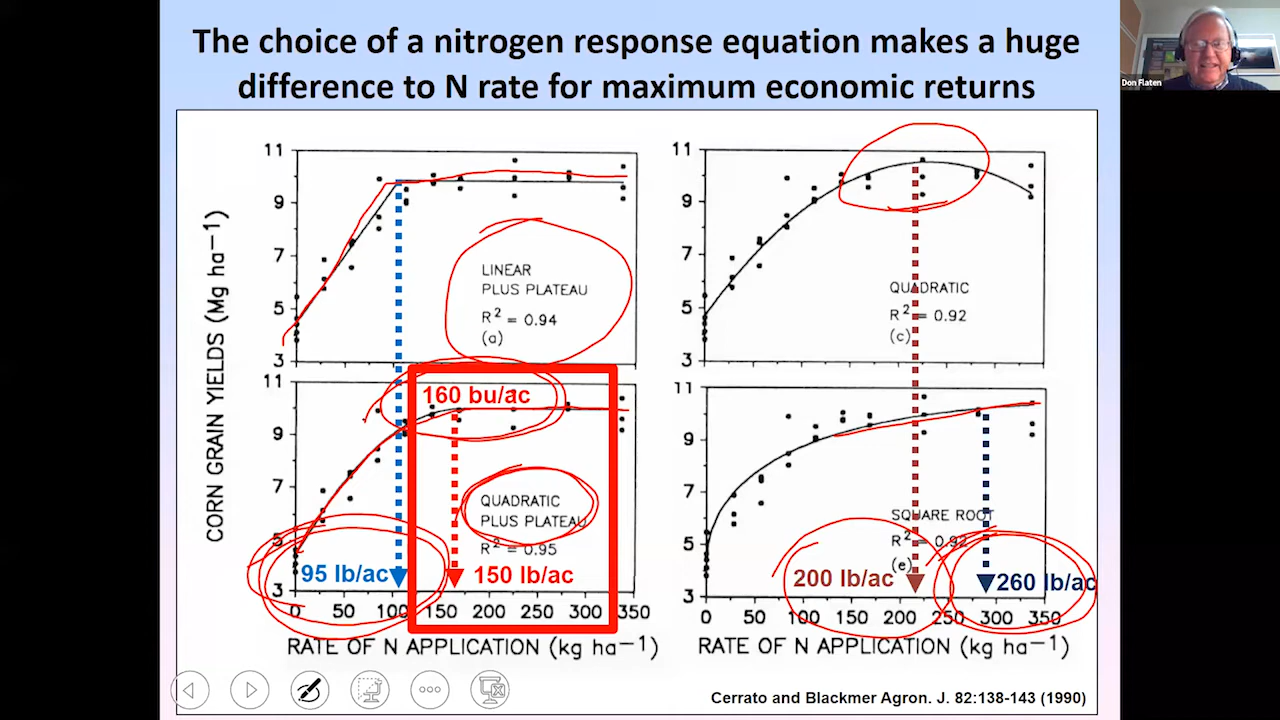 The choice of a nitrogen response equation makes a huge
difference to N rate for maximum economic returns
Don Flaten
CORN GRAIN YIELDS (Mg ha−1)
11
9
7
5
3
LINEAR
PLUS PLATEAU
R2 = 0.94
(a)
11
9
7
5
3
QUADRATIC
R2 = 0.92
(c)
11
9
7
5
3
160 bu/ac
QUADRATIC
PLUS PLATEAU
R2 = 0.95
95 lb/ac
150 lb/ac
0 50 100 150 200 250 300 350
RATE OF N APPLICATION (kg ha−1)
11
9
7
5
3
SQUARE ROOT
R2 = 0.92
(e)
200 lb/ac
260 lb/ac
0 50 100 150 200 250 300 350
RATE OF N APPLICATION (kg ha−1)
Cerrato and Blackmer Agron. J. 82:138-143 (1990)